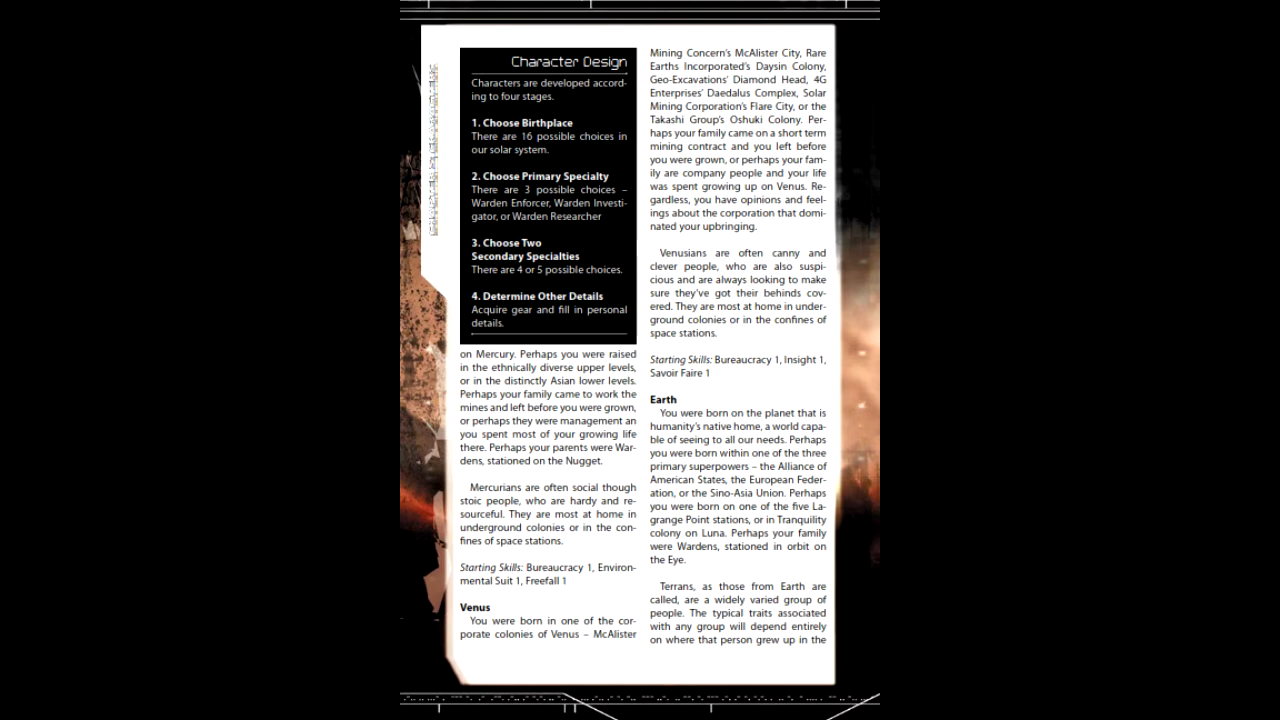 Character Design
Characters are developed accord-
ing to four stages.
1. Choose Birthplace
There are 16 possible choices in
our solar system.
2. Choose Primary Specialty
There are 3 possible choices –
Warden Enforcer, Warden Investi-
gator, or Warden Researcher
3. Choose Two
Secondary Specialties
There are 4 or 5 possible choices.
4. Determine Other Details
Acquire gear and fill in personal
details.
on Mercury. Perhaps you were raised
in the ethnically diverse upper levels,
or in the distinctly Asian lower levels.
Perhaps your family came to work the
mines and left before you were grown,
or perhaps they were management an
you spent most of your growing life
there. Perhaps your parents were War-
dens, stationed on the Nugget.
Mercurians are often social though
stoic people, who are hardy and re-
sourceful. They are most at home in
underground colonies or in the con-
fines of space stations.
Starting Skills: Bureaucracy 1, Environ-
mental Suit 1, Freefall 1
Venus
You were born in one of the cor-
porate colonies of Venus – McAlister
Mining Concern's McAlister City, Rare
Earths Incorporated's Daysin Colony,
Geo-Excavations' Diamond Head, 4G
Enterprises' Daedalus Complex, Solar
Mining Corporation's Flare City, or the
Takashi Group's Oshuki Colony. Per-
haps your family came on a short term
mining contract and you left before
you were grown, or perhaps your fam-
ily are company people and your life
was spent growing up on Venus. Re-
gardless, you have opinions and feel-
ings about the corporation that domi-
nated your upbringing.
Venusians are often canny and
clever people, who are also suspi-
cious and are always looking to make
sure they've got their behinds cov-
ered. They are most at home in under-
ground colonies or in the confines of
space stations.
Starting Skills: Bureaucracy 1, Insight 1,
Savoir Faire 1
Earth
You were born on the planet that is
humanity's native home, a world capa-
ble of seeing to all our needs. Perhaps
you were born within one of the three
primary superpowers – the Alliance of
American States, the European Feder-
ation, or the Sino-Asia Union. Perhaps
you were born on one of the five La-
grange Point stations, or in Tranquility
colony on Luna. Perhaps your family
were Wardens, stationed in orbit on
the Eye.
Terrans, as those from Earth are
called, are a widely varied group of
people. The typical traits associated
with any group will depend entirely
on where that person grew up in the